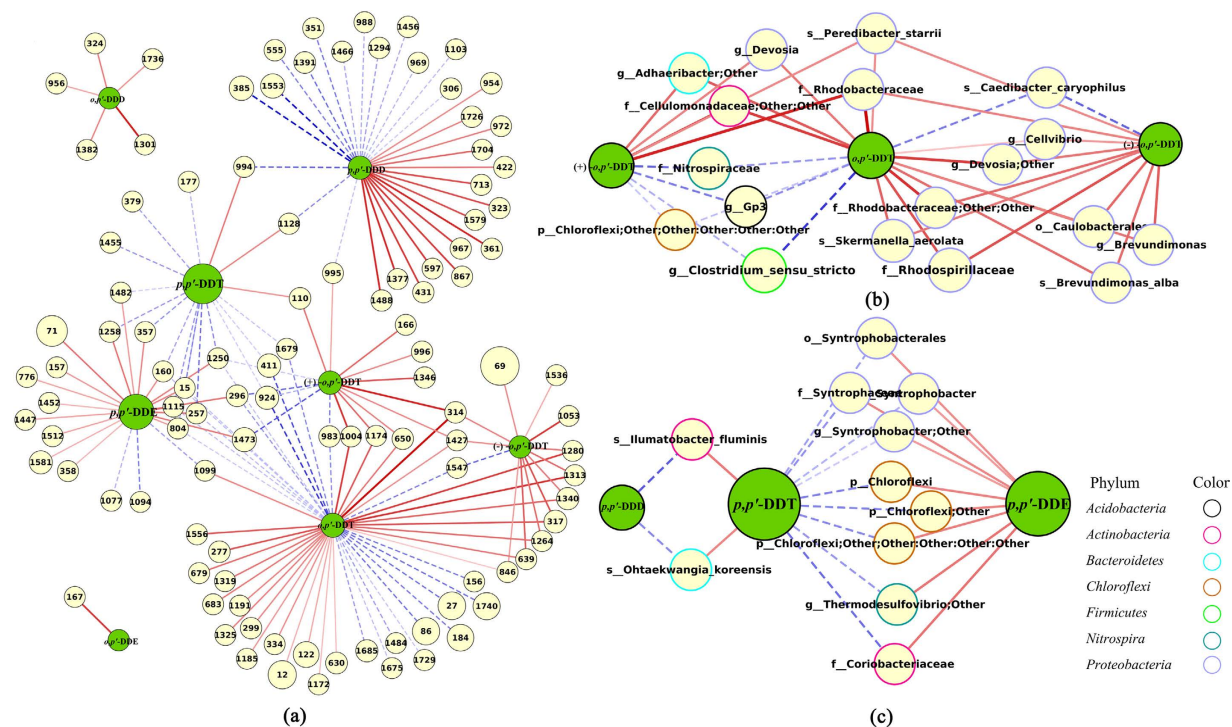 324
1736
956
o,p'-DDD
1382
1301
988
351
1456
555
1466
1294
1103
1391
969
385
1553
306
954
1726
972
1704
994
p,p'-DDD
422
177
713
379
323
1128
1579
1455
967
361
995
597
867
1377
p,p'-DDT
431
1488
1482
110
71
1258
357
166
1679
996
157
1250
411
160
776
1346
69
1536
(+) -o,p'-DDT
15
1452
296
924
1115
p,p'-DDE
257
314
1053
1447
804
983
1004
1174
650
1512
1473
1427
(-) -o,p'-DDT
1280
1581
358
1099
1547
1313
1077
1094
1340
o,p'-DDT
317
1556
1264
277
639
846
679
1319
156
683
1191
27
1740
299
1325
86
184
334
1185
1484
122
630
1685
1729
12
1675
1172
167
o,p'-DDE
(a)
s__Peredibacter_starrii
g__Devosia
g__Adhaeribacter;Other
f__Rhodobacteraceae
s__Caedibacter_caryophilus
f__Cellulomonadaceae;Other;Other
g__Cellvibrio
(+) -o,p'-DDT
o,p'-DDT
(-) -o,p'-DDT
f__Nitrospiraceae
g__Devosia;Other
g__Gp3
f__Rhodobacteraceae;Other;Other
p__Chloroflexi;Other;Other:Other:Other:Other
o__Caulobacterales
s__Skermanella_aerolata
g__Brevundimonas
g__Clostridium_sensu_stricto
f__Rhodospirillaceae
s__Brevundimonas_alba
(b)
o__Syntrophobacterales
g__Syntrophobacter;Other
s__Ilumatobacter_fluminis
p__Chloroflexi
p,p'-DDD
p,p'-DDT
p,p'-DDE
p__Chloroflexi;Other
p__Chloroflexi;Other;Other:Other:Other:Other
s__Ohtaekwangia_koreensis
g__Thermodesulfovibrio;Other
f__Coriobacteriaceae
(c)
Phylum Color
Acidobacteria
Actinobacteria
Bacteroidetes
Chloroflexi
Firmicutes
Nitrospira
Proteobacteria